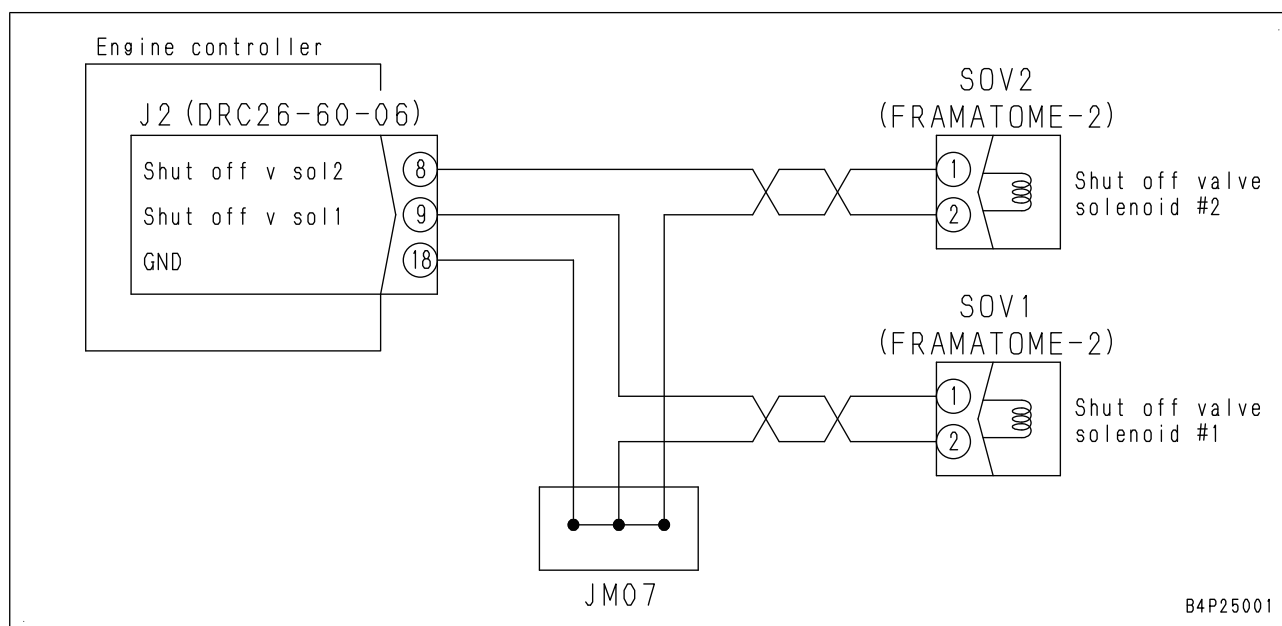 Engine controller
J2 (DRC26-60-06)
Shut off v sol2
8
Shut off v sol1
9
GND
18
SOV2
(FRAMATOME-2)
1
2
Shut off valve
solenoid #2
SOV1
(FRAMATOME-2)
1
2
Shut off valve
solenoid #1
JM07
B4P25001